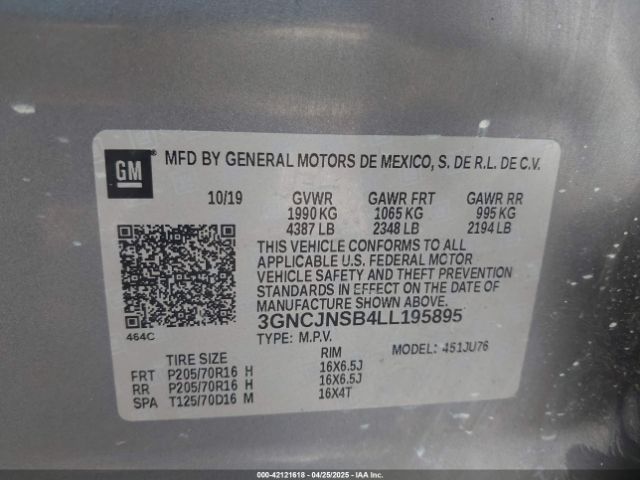 GM
MFD BY GENERAL MOTORS DE MEXICO, S. DE R.L. DE C.V.
10/19 GVWR GAWR FRT GAWR RR
1990 KG 1065 KG 995 KG
4387 LB 2348 LB 2194 LB
THIS VEHICLE CONFORMS TO ALL
APPLICABLE U.S. FEDERAL MOTOR
VEHICLE SAFETY AND THEFT PREVENTION
STANDARDS IN EFFECT ON THE DATE OF
MANUFACTURE SHOWN ABOVE.
3GNCJNSB4LL195895
464C
TYPE: M.P.V. MODEL: 451JU76
TIRE SIZE RIM
FRT P205/70R16 H 16X6.5J
RR P205/70R16 H 16X6.5J
SPA T125/70D16 M 16X4T
000-42121618 | 04/25/2025 - IAAI.com